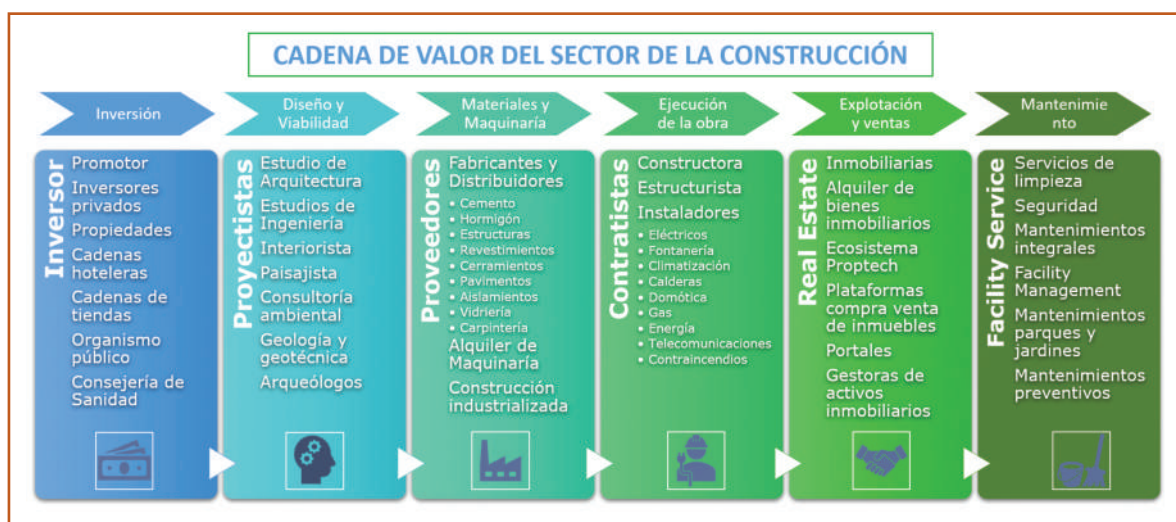 CADENA DE VALOR DEL SECTOR DE LA CONSTRUCCIÓN
Inversión
Diseño y
Viabilidad
Materiales y
Maquinaría
Ejecución
de la obra
Explotación
y ventas
Mantenimie
nto
Inversor
Promotor
Inversores
privados
Propiedades
Cadenas
hoteleras
Cadenas de
tiendas
Organismo
público
Consejería de
Sanidad
Proyectistas
Estudio de
Arquitectura
Estudios de
Ingeniería
Interiorista
Paisajista
Consultoría
ambiental
Geología y
geotécnica
Arqueólogos
Proveedores
Fabricantes y
Distribuidores
• Cemento
• Hormigón
• Estructuras
• Revestimientos
• Cerramientos
• Pavimentos
• Aislamientos
• Vidriería
• Carpintería
Alquiler de
Maquinaría
Construcción
industrializada
Contratistas
Constructora
Estructurista
Instaladores
• Eléctricos
• Fontanería
• Climatización
• Calderas
• Domótica
• Gas
• Energía
• Telecomunicaciones
• Contraincendios
Real Estate
Inmobiliarias
Alquiler de
bienes
inmobiliarios
Ecosistema
Proptech
Plataformas
compra venta
de inmuebles
Portales
Gestoras de
activos
inmobiliarios
Facility Service
Servicios de
limpieza
Seguridad
Mantenimientos
integrales
Facility
Management
Mantenimientos
parques y
jardines
Mantenimientos
preventivos